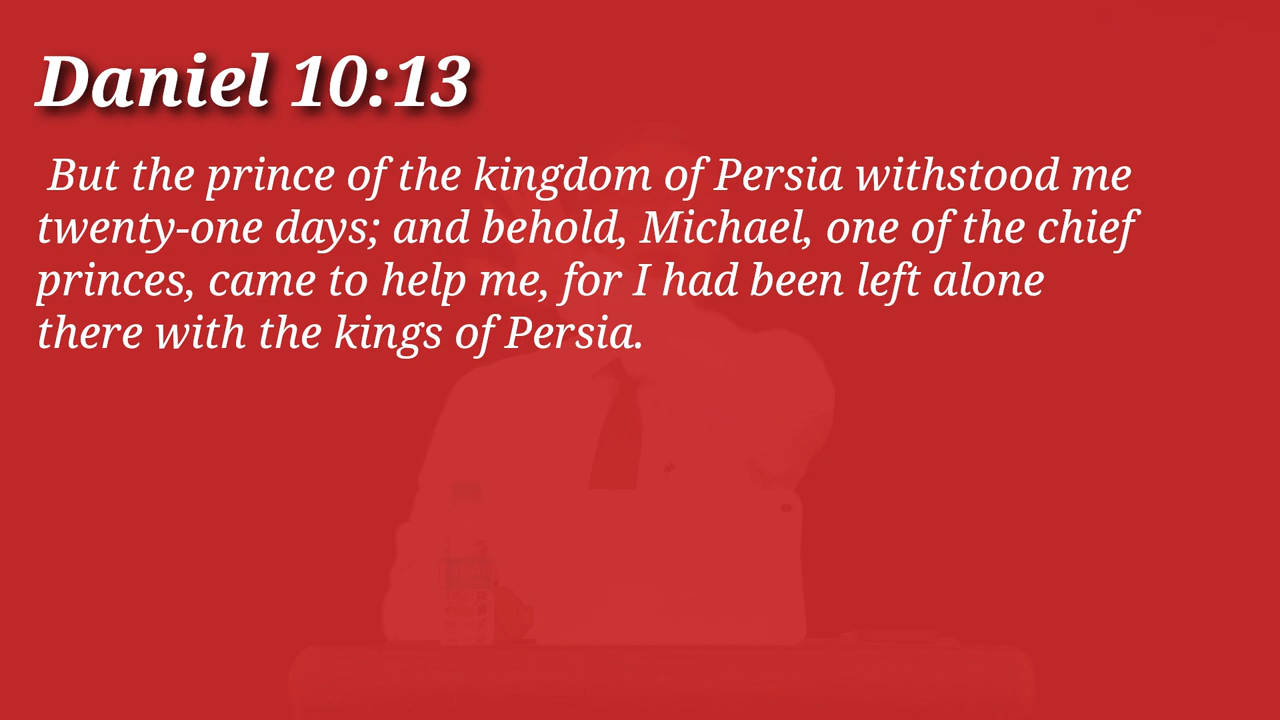 Daniel 10:13
But the prince of the kingdom of Persia withstood me
twenty-one days; and behold, Michael, one of the chief
princes, came to help me, for I had been left alone
there with the kings of Persia.